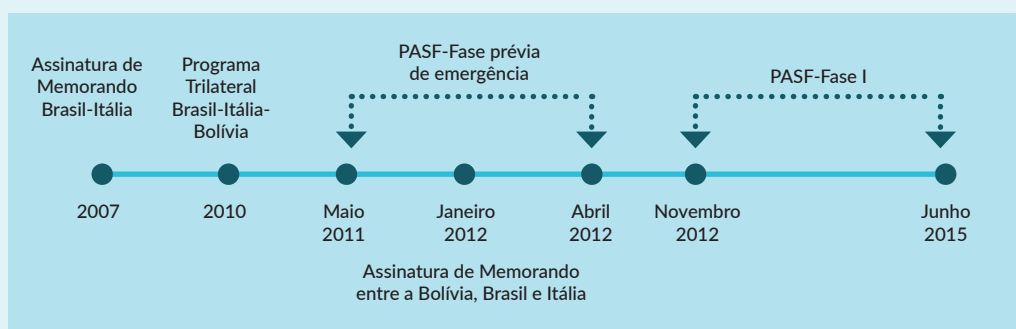 Assinatura de
Memorando
Brasil-Itália
Programa
Trilateral
Brasil-Itália-
Bolívia
PASF-Fase prévia
de emergência
PASF-Fase I
2007
2010
Maio
2011
Janeiro
2012
Abril
2012
Novembro
2012
Junho
2015
Assinatura de Memorando
entre a Bolívia, Brasil e Itália